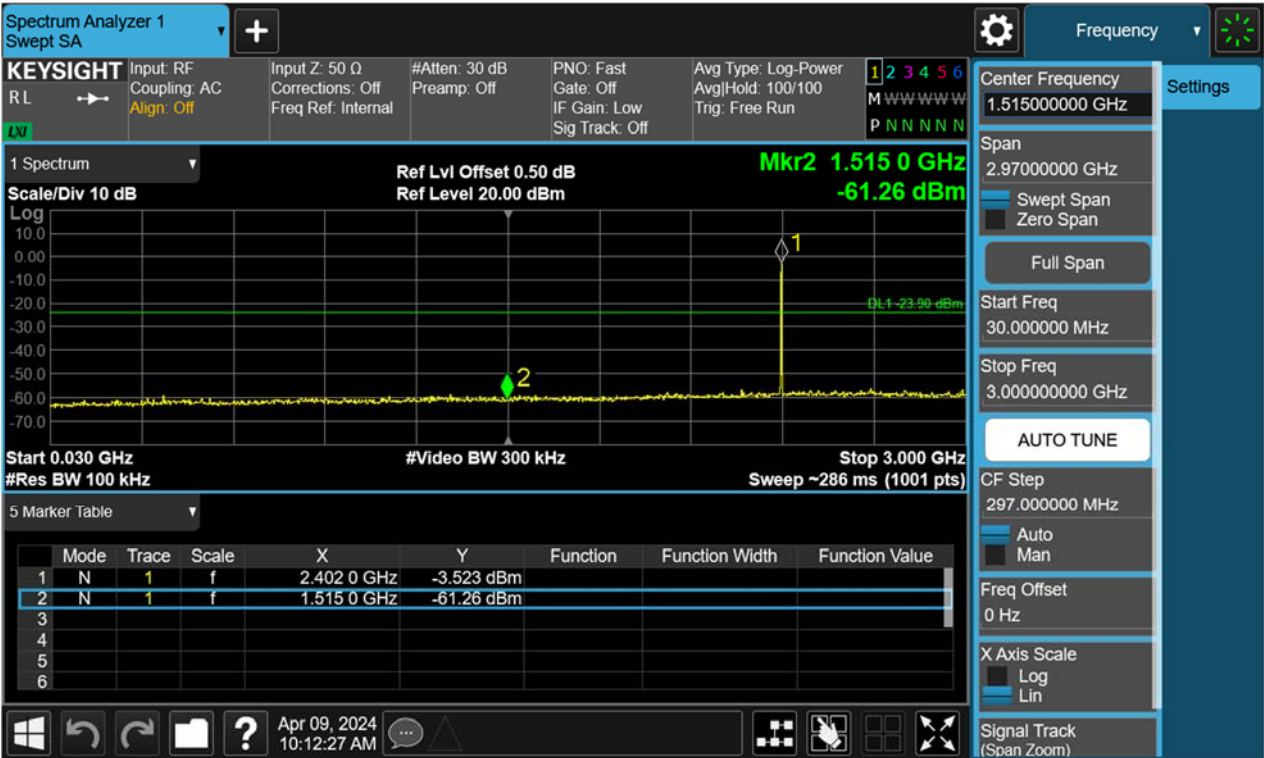 Spectrum Analyzer 1
Swept SA
+
Frequency
KEYSIGHT
R L
LXI
Input: RF
Coupling: AC
Align: Off
Input Z: 50 Ω
Corrections: Off
Freq Ref: Internal
#Atten: 30 dB
Preamp: Off
PNO: Fast
Gate: Off
IF Gain: Low
Sig Track: Off
Avg Type: Log-Power
Avg|Hold: 100/100
Trig: Free Run
1 2 3 4 5 6
M W W W W W
P N N N N N
Settings
Center Frequency
1.515000000 GHz
Span
2.97000000 GHz
Swept Span
Zero Span
Full Span
Start Freq
30.000000 MHz
Stop Freq
3.000000000 GHz
AUTO TUNE
CF Step
297.000000 MHz
Auto
Man
Freq Offset
0 Hz
X Axis Scale
Log
Lin
Signal Track
(Span Zoom)
1 Spectrum
Scale/Div 10 dB
Ref Lvl Offset 0.50 dB
Ref Level 20.00 dBm
Mkr2 1.515 0 GHz
-61.26 dBm
Log
10.0
0.00
-10.0
-20.0
-30.0
-40.0
-50.0
-60.0
-70.0
1
DL1 -23.90 dBm
2
Start 0.030 GHz
#Res BW 100 kHz
#Video BW 300 kHz
Stop 3.000 GHz
Sweep ~286 ms (1001 pts)
5 Marker Table
Mode Trace Scale X Y Function Function Width Function Value
1 N 1 f 2.402 0 GHz -3.523 dBm
2 N 1 f 1.515 0 GHz -61.26 dBm
3
4
5
6
?
Apr 09, 2024
10:12:27 AM